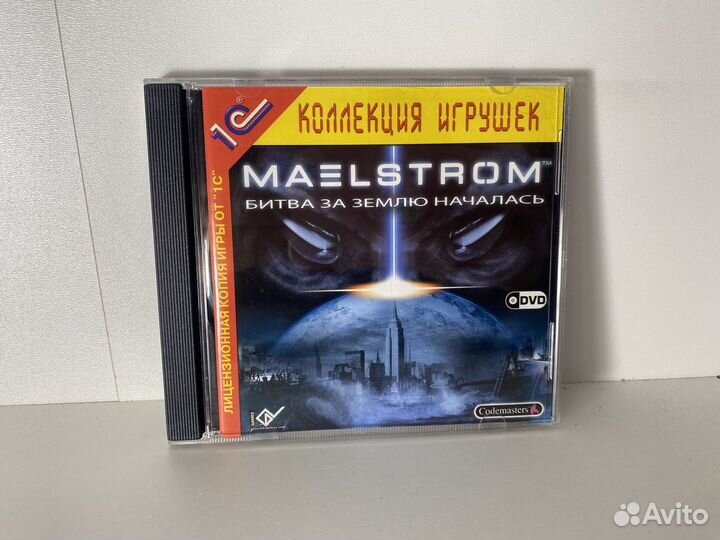 1С®
КОЛЛЕКЦИЯ ИГРУШЕК
ЛИЦЕНЗИОННАЯ КОПИЯ ИГРЫ ОТ "1С"
MAELSTROM™
БИТВА ЗА ЗЕМЛЮ НАЧАЛАСЬ
DVD
Codemasters
Avito